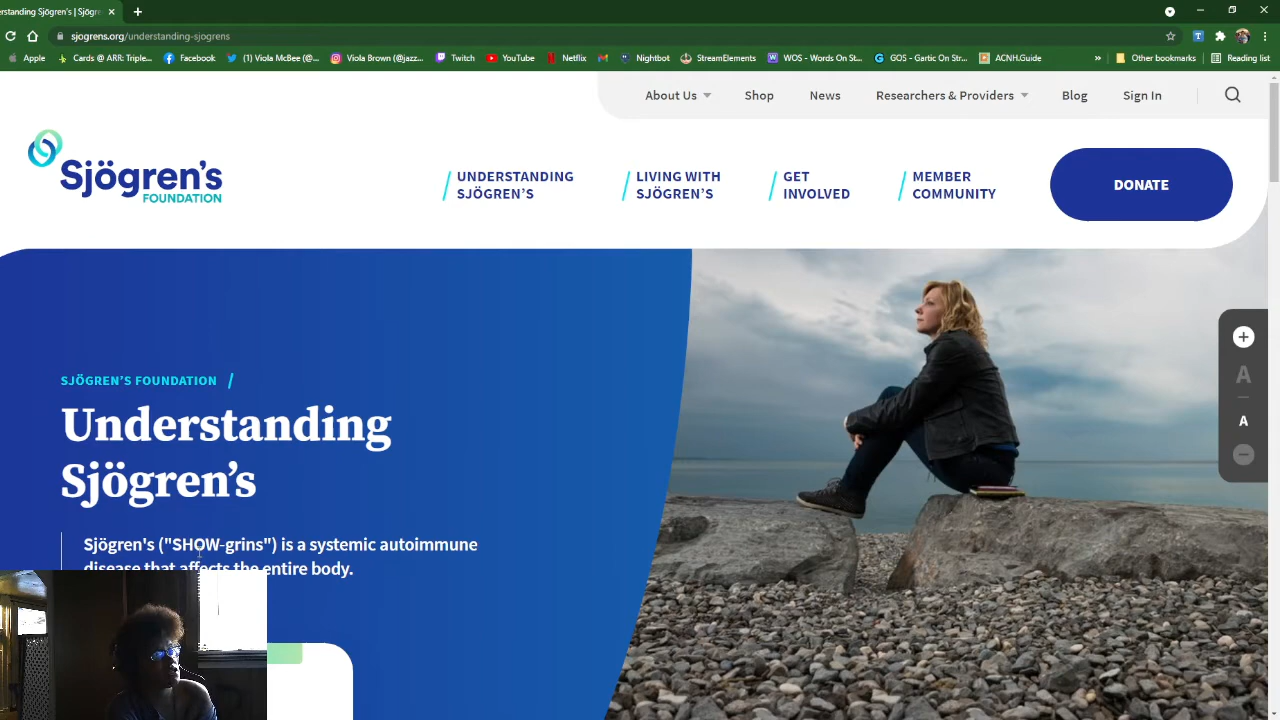 erstanding Sjögren's | Sjögre
sjogrens.org/understanding-sjogrens
Apple
Cards @ ARR: Triple...
Facebook
(1) Viola McBee (@...
Viola Brown (@jazz...
Twitch
YouTube
Netflix
Nightbot
StreamElements
WOS - Words On St...
GOS - Gartic On Str...
ACNH.Guide
»
Other bookmarks
Reading list
About Us
Shop
News
Researchers & Providers
Blog
Sign In
Sjögren's
FOUNDATION
UNDERSTANDING
SJÖGREN'S
LIVING WITH
SJÖGREN'S
GET
INVOLVED
MEMBER
COMMUNITY
DONATE
SJÖGREN'S FOUNDATION /
Understanding
Sjögren's
Sjögren's ("SHOW-grins") is a systemic autoimmune
disease that affects the entire body.
A
A